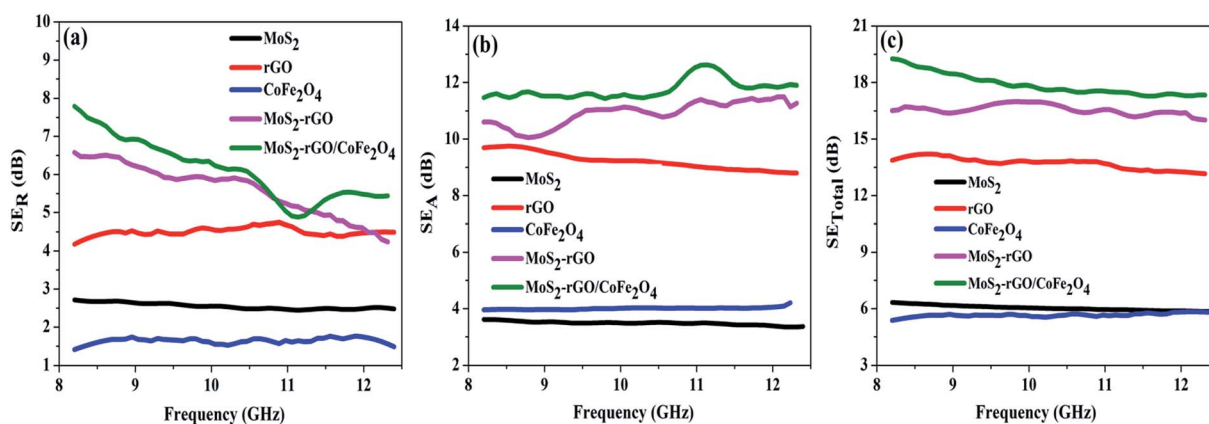 (a)
MoS2
rGO
CoFe2O4
MoS2-rGO
MoS2-rGO/CoFe2O4
10
9
8
7
6
5
4
3
2
1
SER (dB)
8 9 10 11 12
Frequency (GHz)
(b)
14
12
10
8
6
4
2
SEA (dB)
MoS2
rGO
CoFe2O4
MoS2-rGO
MoS2-rGO/CoFe2O4
8 9 10 11 12
Frequency (GHz)
(c)
21
18
15
12
9
6
3
SETotal (dB)
MoS2
rGO
CoFe2O4
MoS2-rGO
MoS2-rGO/CoFe2O4
8 9 10 11 12
Frequency (GHz)